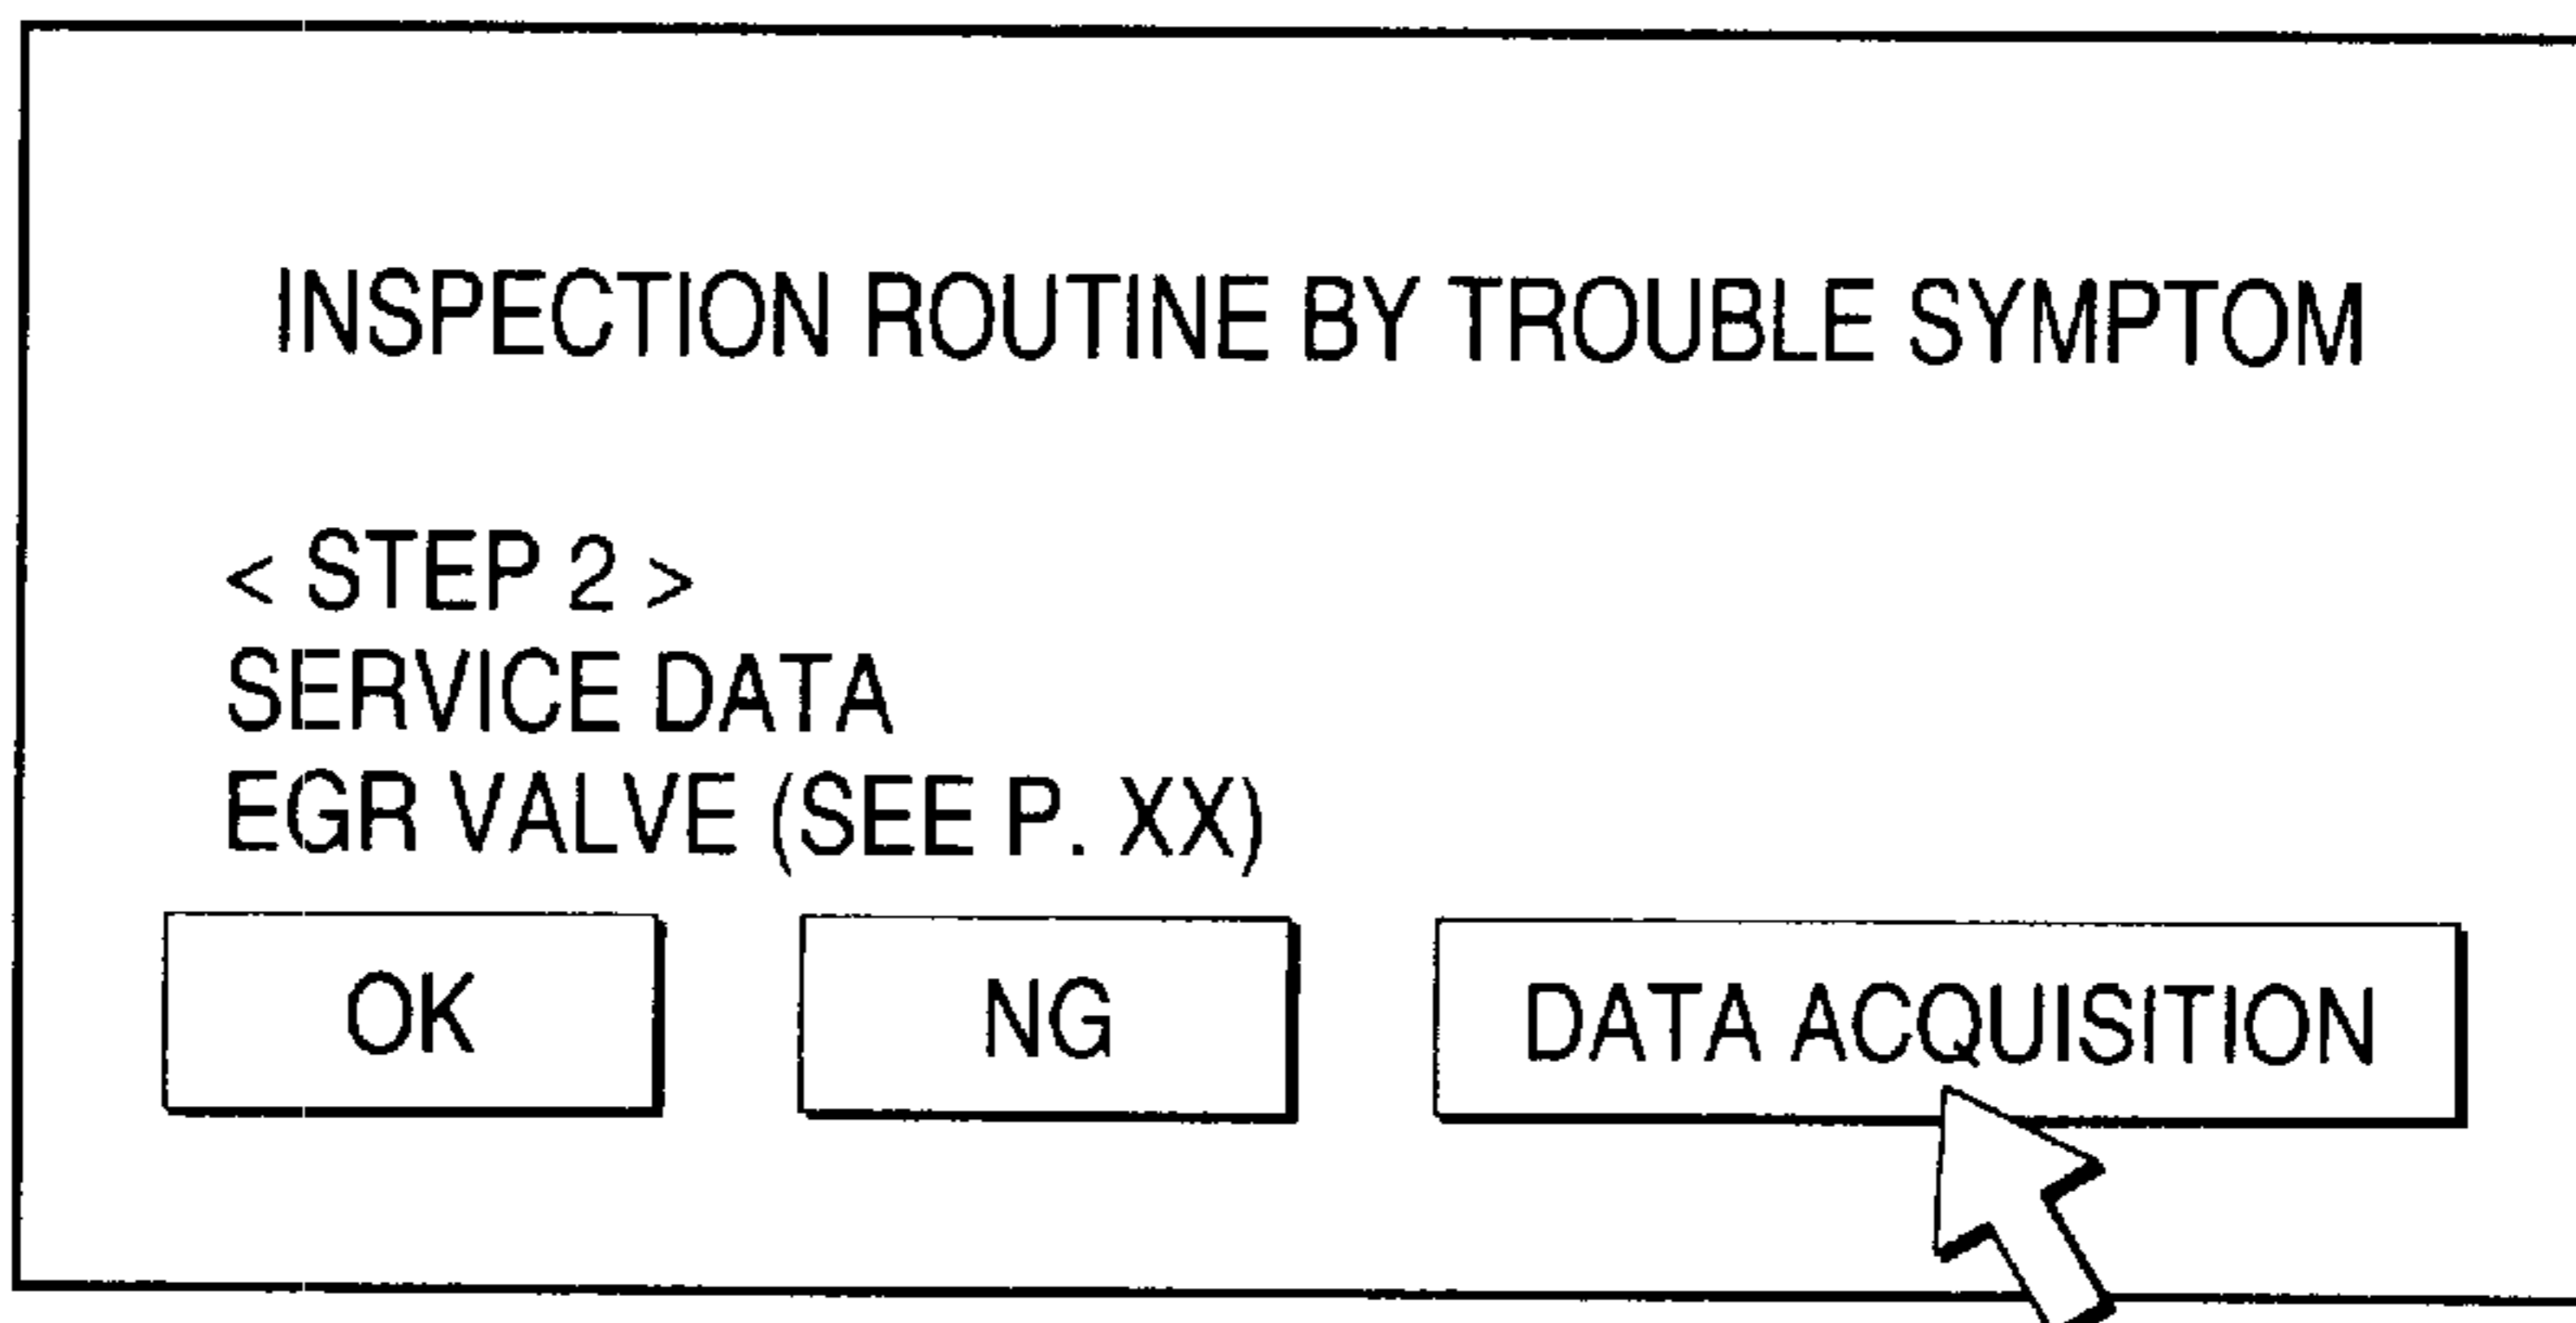 INSPECTION ROUTINE BY TROUBLE SYMPTOM
< STEP 2 >
SERVICE DATA
EGR VALVE (SEE P. XX)
OK NG DATA ACQUISITION